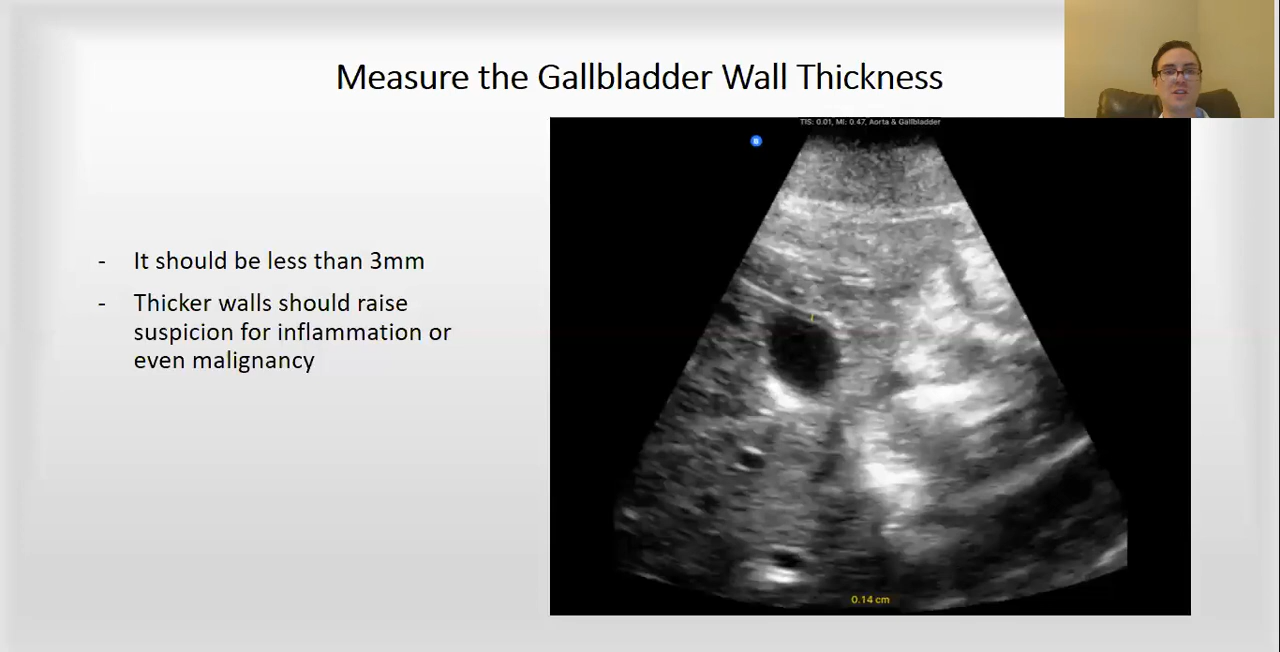 Measure the Gallbladder Wall Thickness
TIS: 0.01, MI: 0.47, Aorta & Gallbladder
- It should be less than 3mm
- Thicker walls should raise
suspicion for inflammation or
even malignancy
0.14 cm